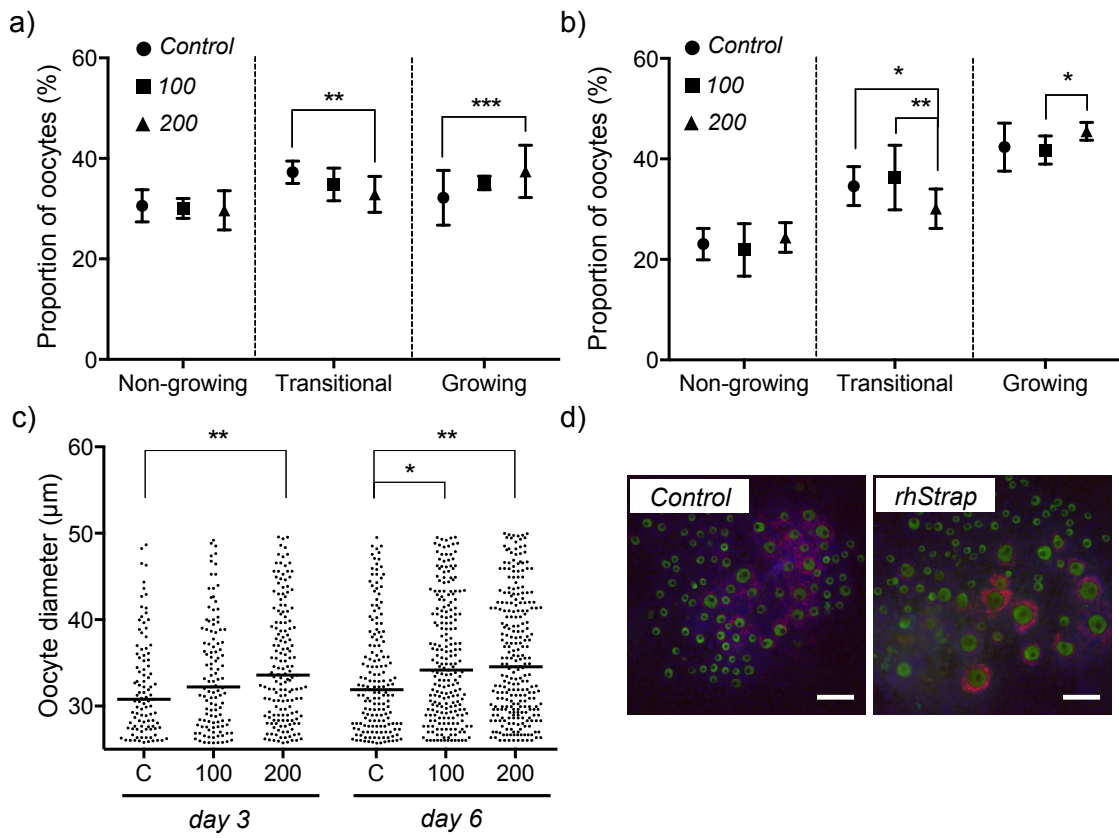 a)
Proportion of oocytes (%)
60
40
20
0
Control
100
200
**
***
Non-growing
Transitional
Growing
b)
Proportion of oocytes (%)
60
40
20
0
Control
100
200
*
**
*
Non-growing
Transitional
Growing
c)
Oocyte diameter (μm)
60
50
40
30
**
**
*
C 100 200 C 100 200
day 3 day 6
d)
Control rhStrap